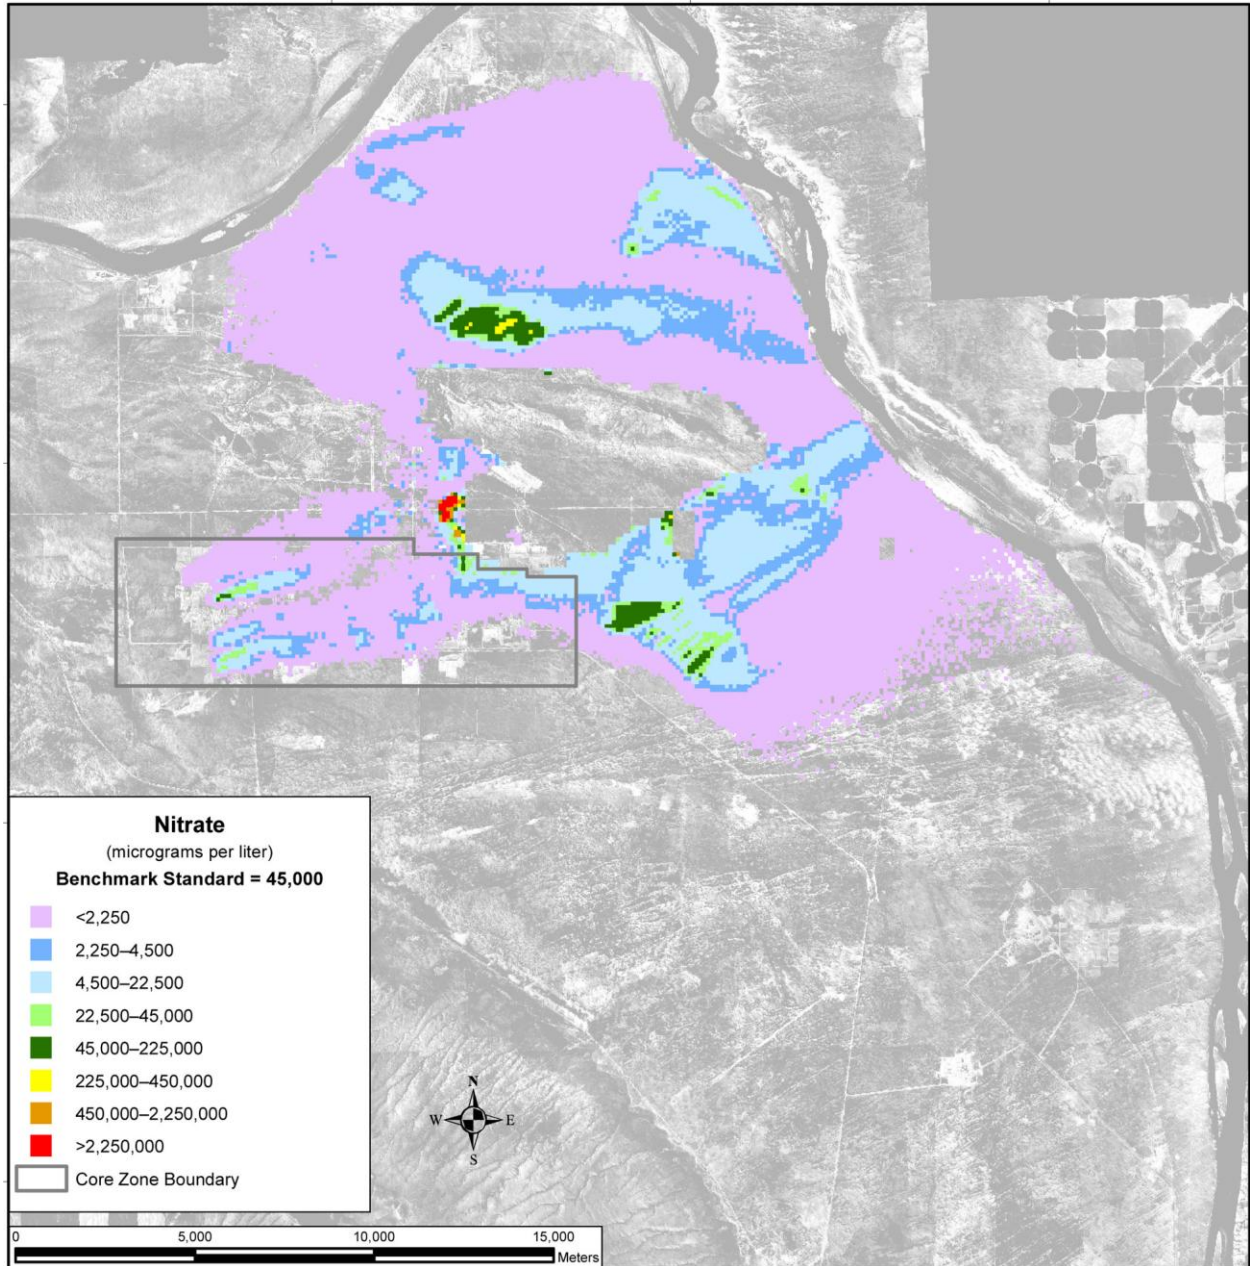 Nitrate
(micrograms per liter)
Benchmark Standard = 45,000
<2,250
2,250–4,500
4,500–22,500
22,500–45,000
45,000–225,000
225,000–450,000
450,000–2,250,000
>2,250,000
Core Zone Boundary
N
W E
S
0 5,000 10,000 15,000
Meters